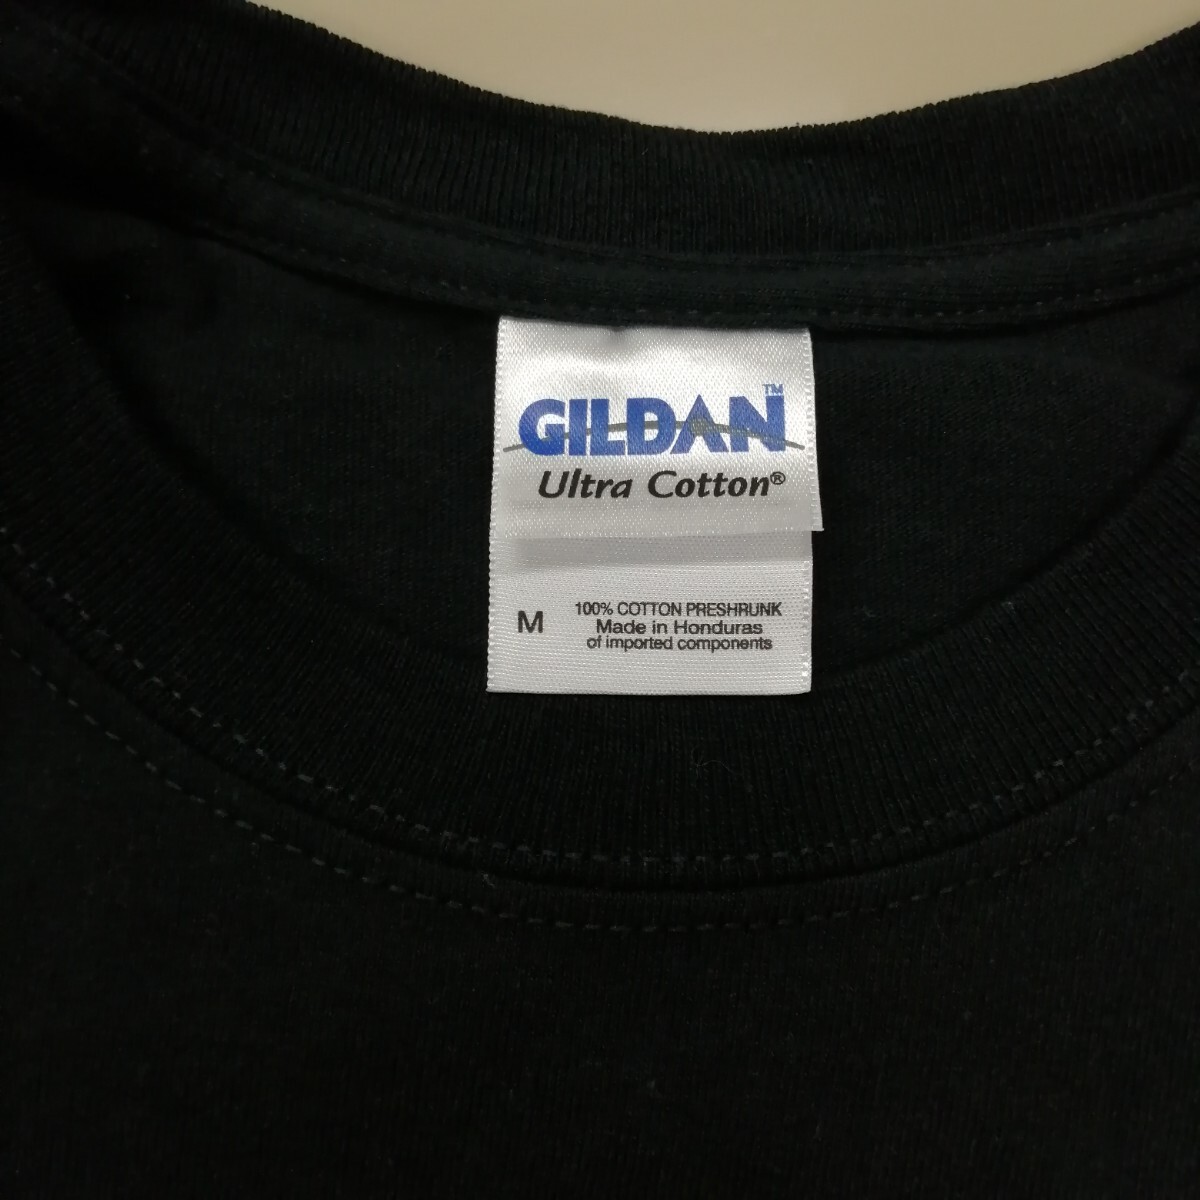 GILDAN™
Ultra Cotton®
M
100% COTTON PRESHRUNK
Made in Honduras
of imported components